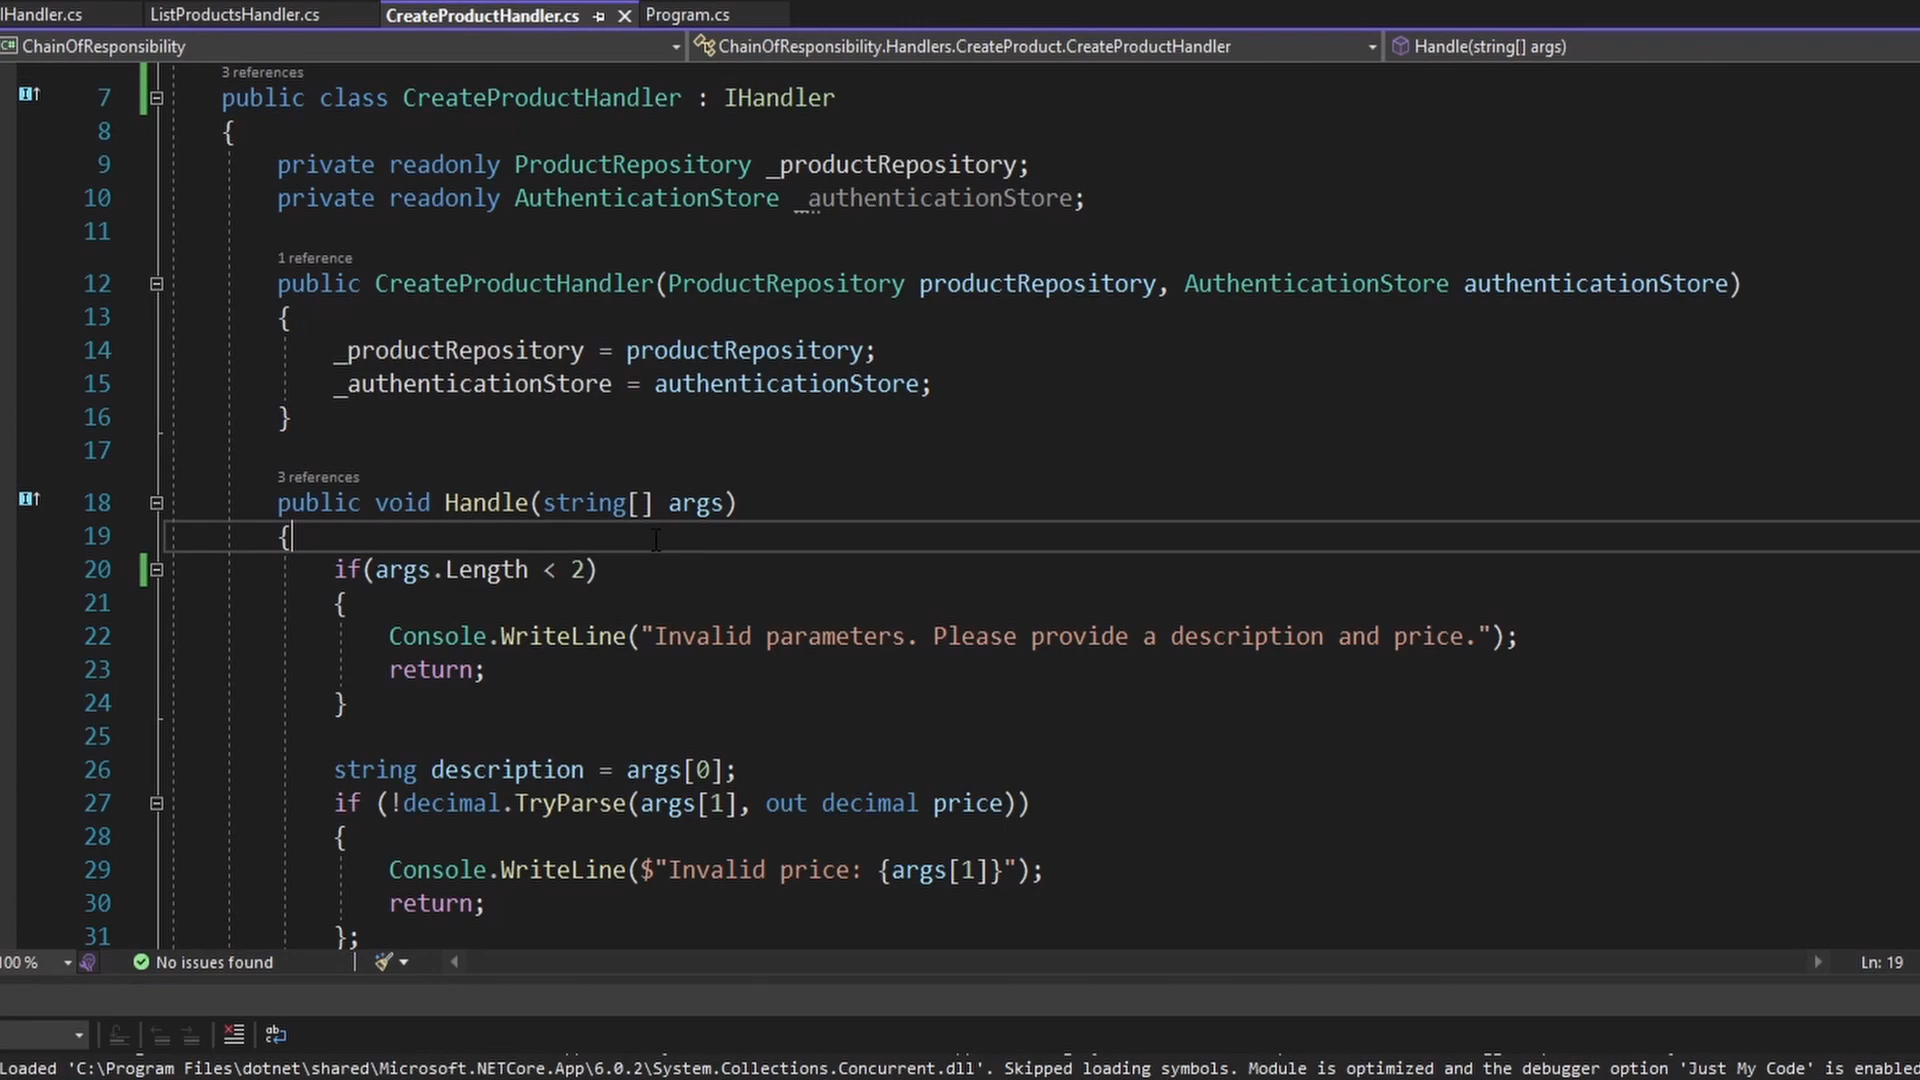 IHandler.cs ListProductsHandler.cs CreateProductHandler.cs Program.cs
C# ChainOfResponsibility ChainOfResponsibility.Handlers.CreateProduct.CreateProductHandler Handle(string[] args)
3 references
7 public class CreateProductHandler : IHandler
8 {
9 private readonly ProductRepository _productRepository;
10 private readonly AuthenticationStore _authenticationStore;
11
1 reference
12 public CreateProductHandler(ProductRepository productRepository, AuthenticationStore authenticationStore)
13 {
14 _productRepository = productRepository;
15 _authenticationStore = authenticationStore;
16 }
17
3 references
18 public void Handle(string[] args)
19 {
20 if(args.Length < 2)
21 {
22 Console.WriteLine("Invalid parameters. Please provide a description and price.");
23 return;
24 }
25
26 string description = args[0];
27 if (!decimal.TryParse(args[1], out decimal price))
28 {
29 Console.WriteLine($"Invalid price: {args[1]}");
30 return;
31 };
100 % No issues found Ln: 19
Loaded 'C:\Program Files\dotnet\shared\Microsoft.NETCore.App\6.0.2\System.Collections.Concurrent.dll'. Skipped loading symbols. Module is optimized and the debugger option 'Just My Code' is enabled